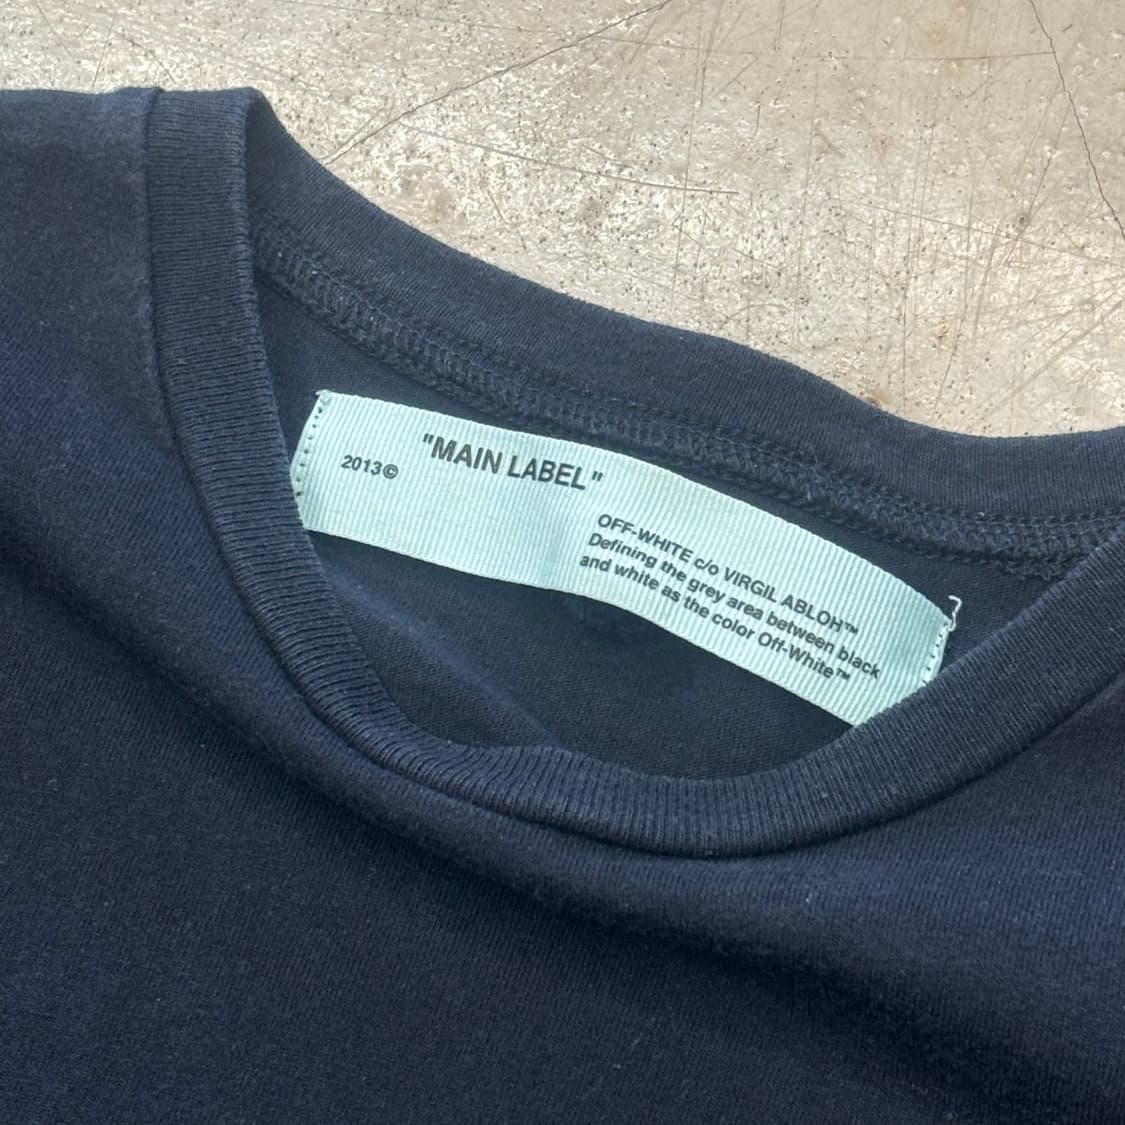 "MAIN LABEL"
2013©
OFF-WHITE c/o VIRGIL ABLOH™
Defining the grey area between black
and white as the color Off-White™